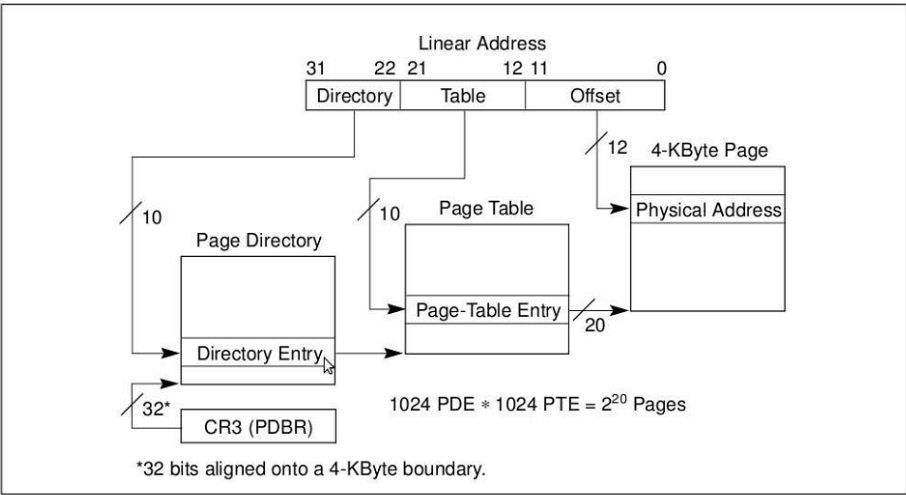 Linear Address
31 22 21 12 11 0
Directory Table Offset
12
4-KByte Page
Physical Address
10
10
Page Table
Page Directory
Page-Table Entry
20
Directory Entry
32*
CR3 (PDBR)
1024 PDE * 1024 PTE = 2²⁰ Pages
*32 bits aligned onto a 4-KByte boundary.